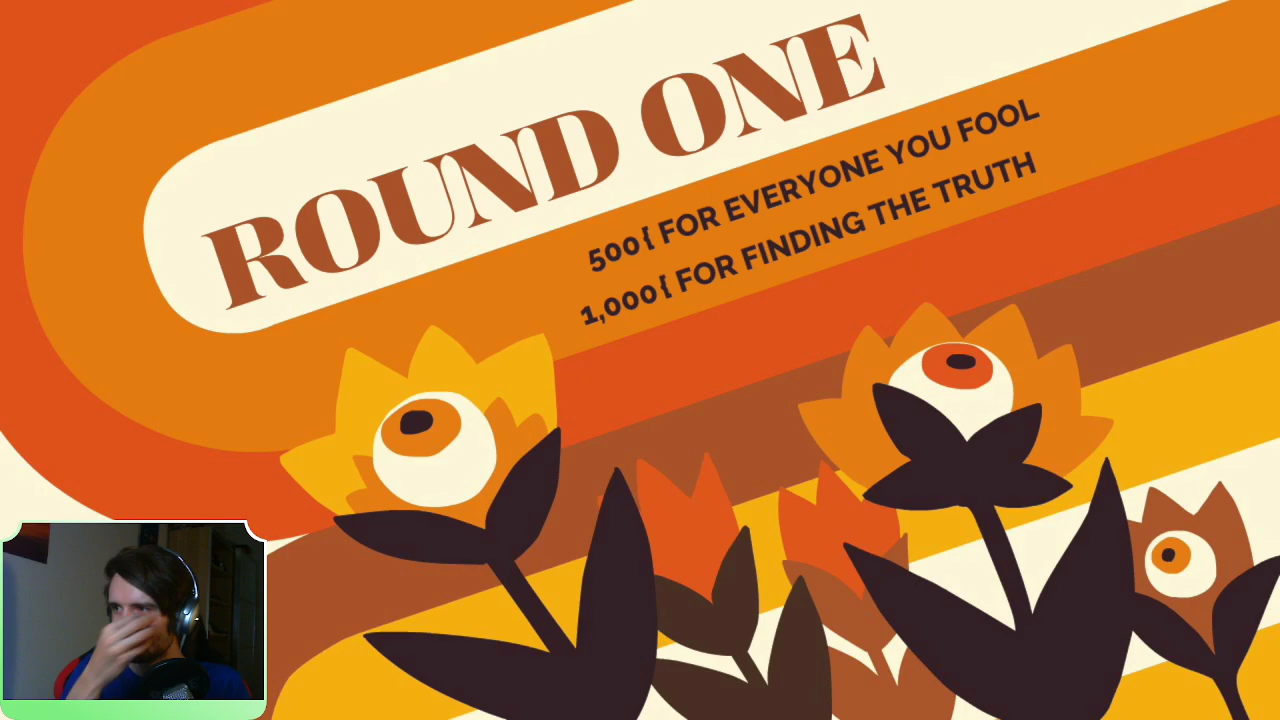 ROUND ONE
500{ FOR EVERYONE YOU FOOL
1,000{ FOR FINDING THE TRUTH